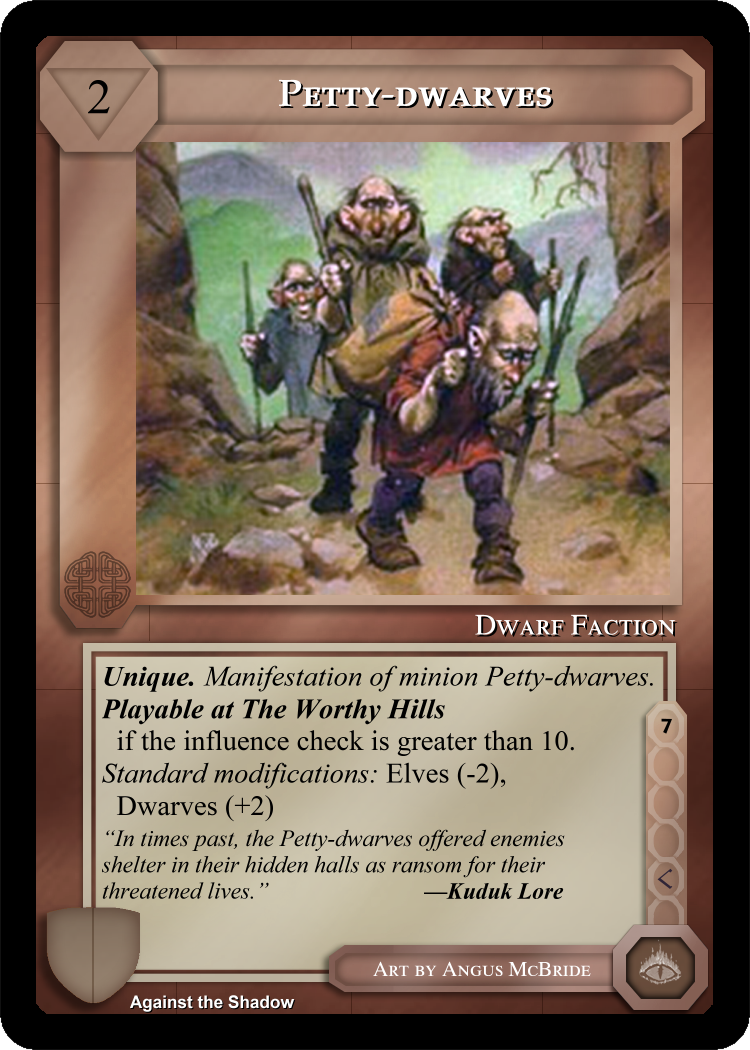 2
Petty-dwarves
Dwarf Faction
Unique. Manifestation of minion Petty-dwarves.
Playable at The Worthy Hills
if the influence check is greater than 10.
Standard modifications: Elves (-2),
Dwarves (+2)
“In times past, the Petty-dwarves offered enemies
shelter in their hidden halls as ransom for their
threatened lives.” —Kuduk Lore
7
Art by Angus McBride
Against the Shadow